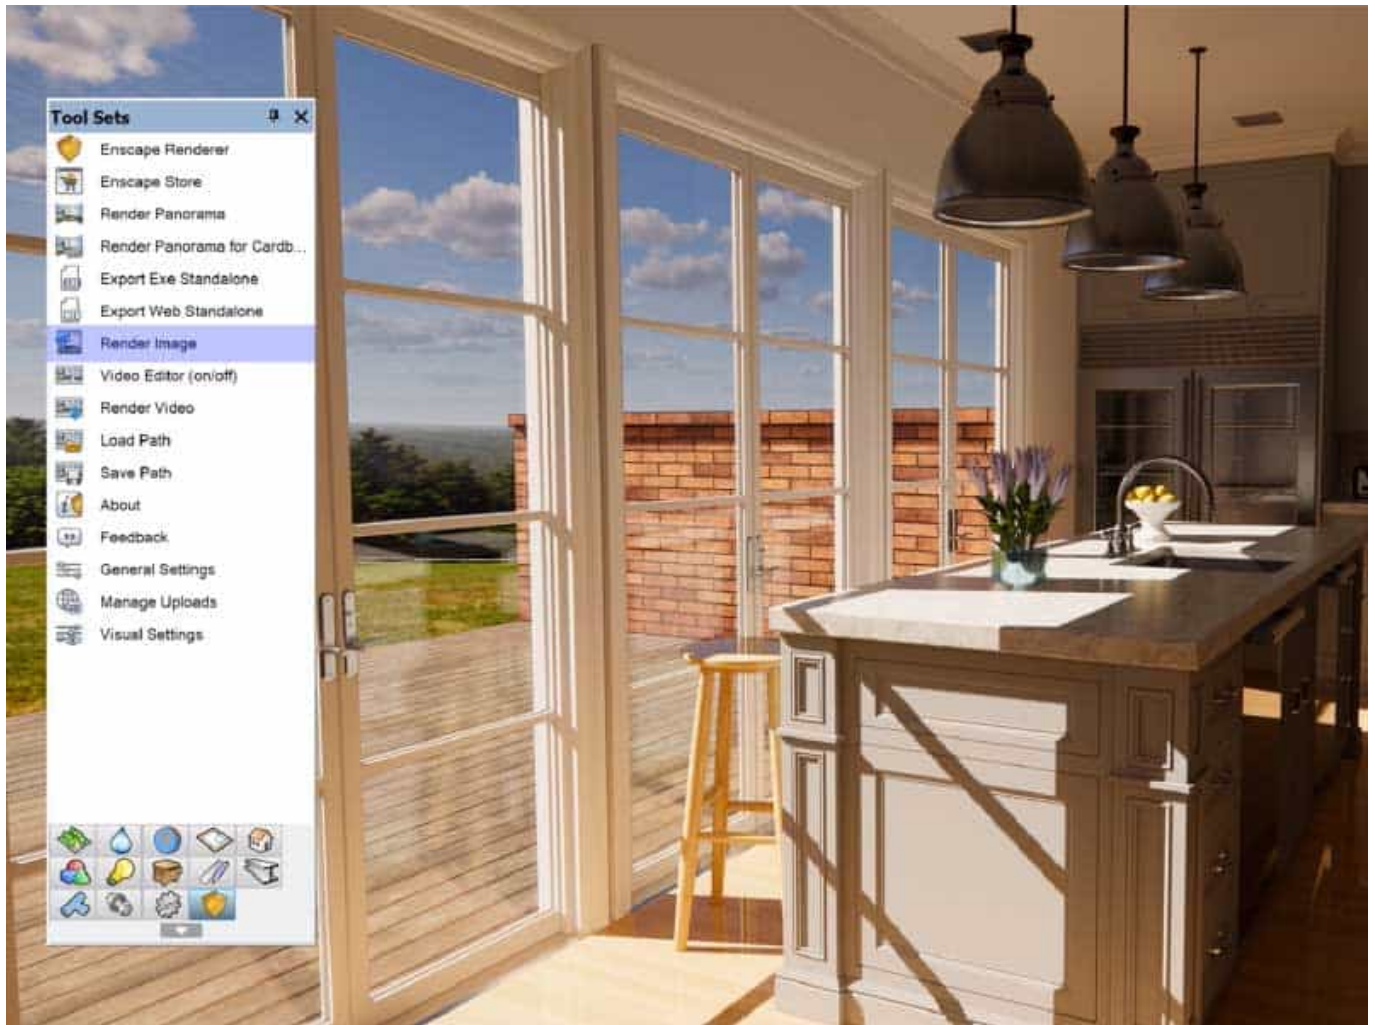 Tool Sets
Enscape Renderer
Enscape Store
Render Panorama
Render Panorama for Cardb...
Export Exe Standalone
Export Web Standalone
Render Image
Video Editor (on/off)
Render Video
Load Path
Save Path
About
Feedback
General Settings
Manage Uploads
Visual Settings